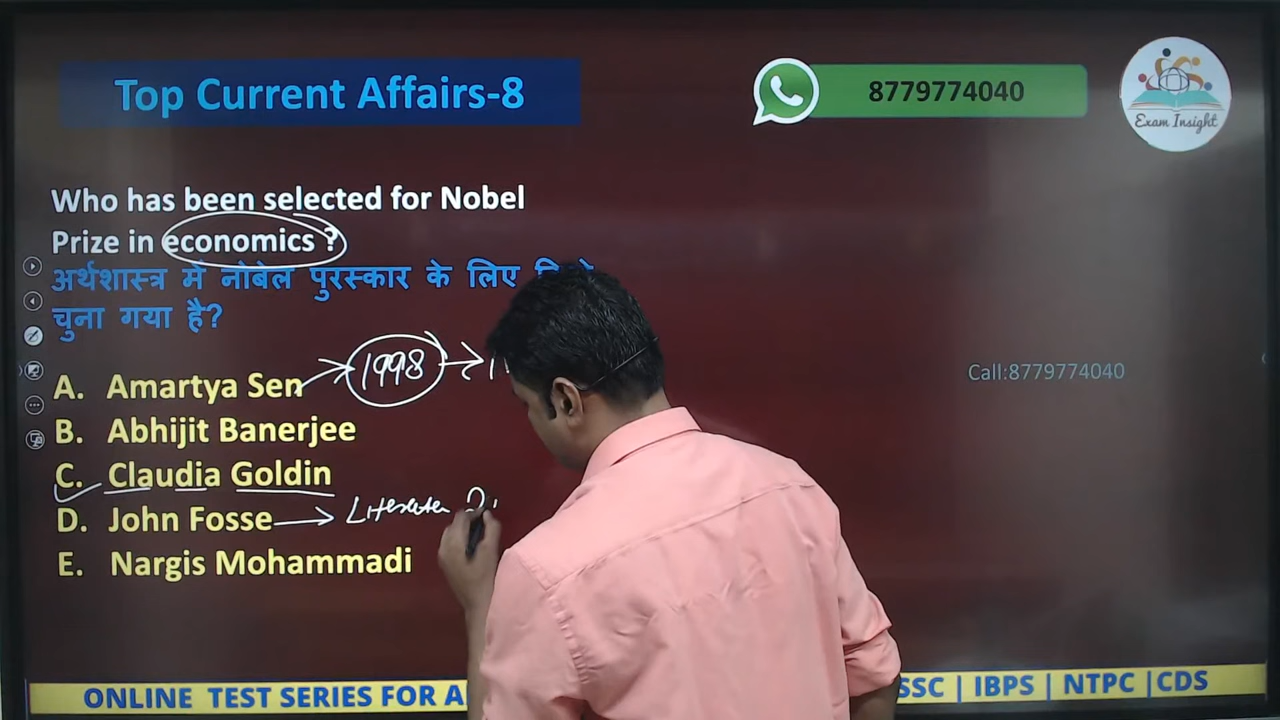 Top Current Affairs-8
8779774040
Exam Insight
Who has been selected for Nobel
Prize in economics ?
अर्थशास्त्र में नोबेल पुरस्कार के लिए
चुना गया है?
A. Amartya Sen → 1998 →
Call:8779774040
B. Abhijit Banerjee
C. Claudia Goldin
D. John Fosse →
E. Nargis Mohammadi
ONLINE TEST SERIES FOR
SSC | IBPS | NTPC |CDS